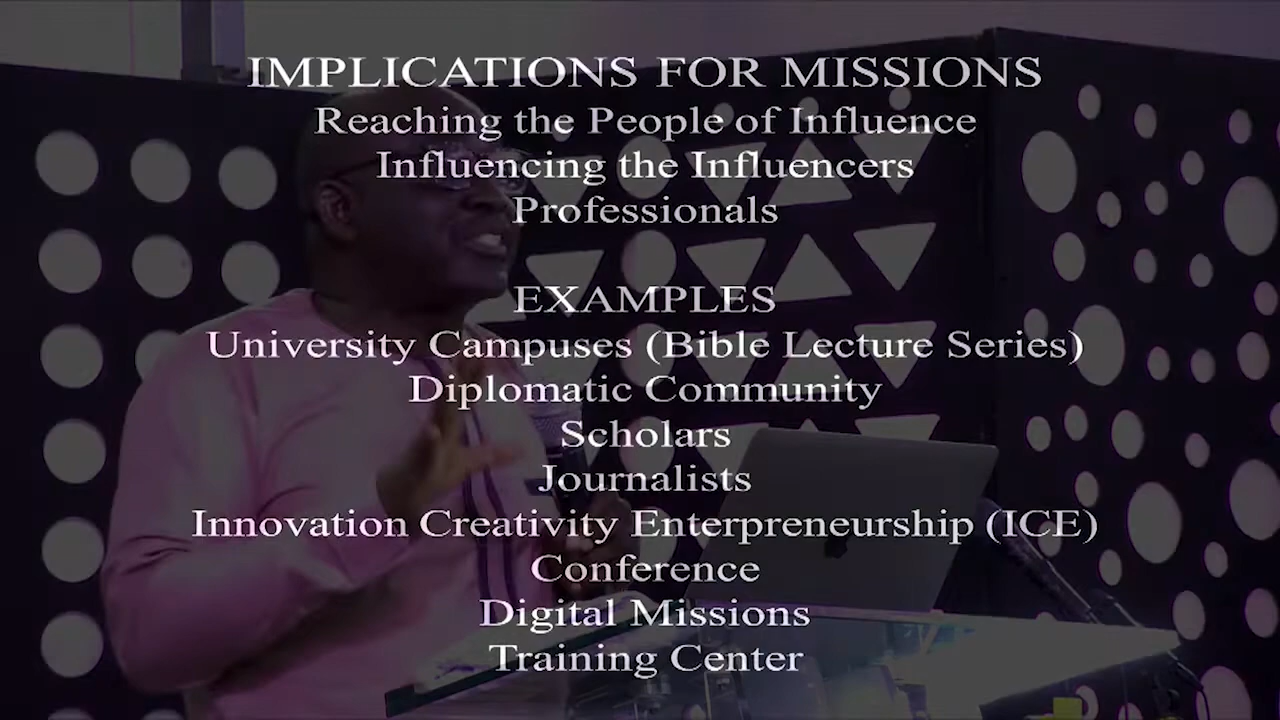 IMPLICATIONS FOR MISSIONS
Reaching the People of Influence
Influencing the Influencers
Professionals
EXAMPLES
University Campuses (Bible Lecture Series)
Diplomatic Community
Scholars
Journalists
Innovation Creativity Enterpreneurship (ICE)
Conference
Digital Missions
Training Center